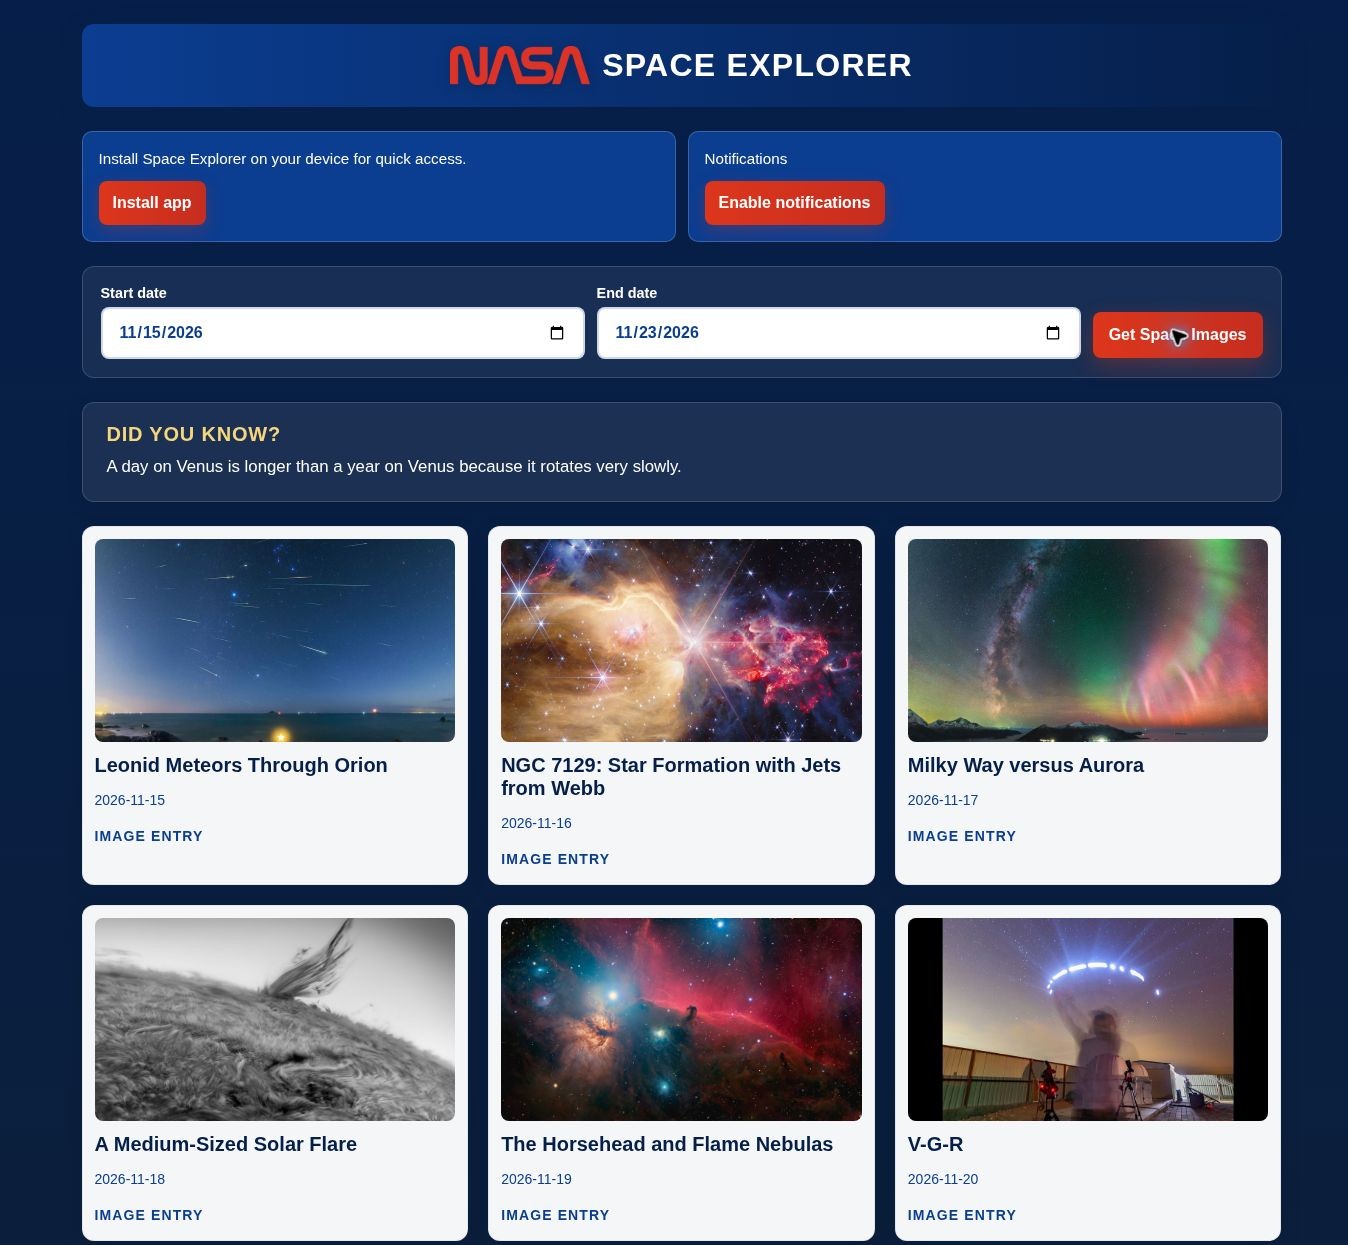 NASA SPACE EXPLORER
Install Space Explorer on your device for quick access.
Install app
Notifications
Enable notifications
Start date
11/15/2026
End date
11/23/2026
Get Space Images
DID YOU KNOW?
A day on Venus is longer than a year on Venus because it rotates very slowly.
Leonid Meteors Through Orion
2026-11-15
IMAGE ENTRY
NGC 7129: Star Formation with Jets
from Webb
2026-11-16
IMAGE ENTRY
Milky Way versus Aurora
2026-11-17
IMAGE ENTRY
A Medium-Sized Solar Flare
2026-11-18
IMAGE ENTRY
The Horsehead and Flame Nebulas
2026-11-19
IMAGE ENTRY
V-G-R
2026-11-20
IMAGE ENTRY